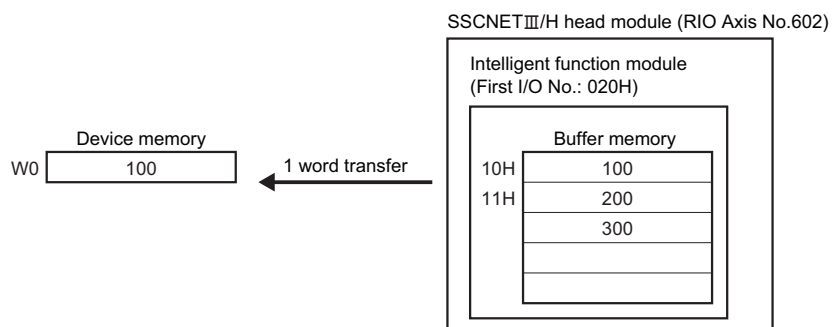 SSCNETⅢ/H head module (RIO Axis No.602)
Intelligent function module
(First I/O No.: 020H)
Device memory
Buffer memory
W0 100
1 word transfer
10H 100
11H 200
300